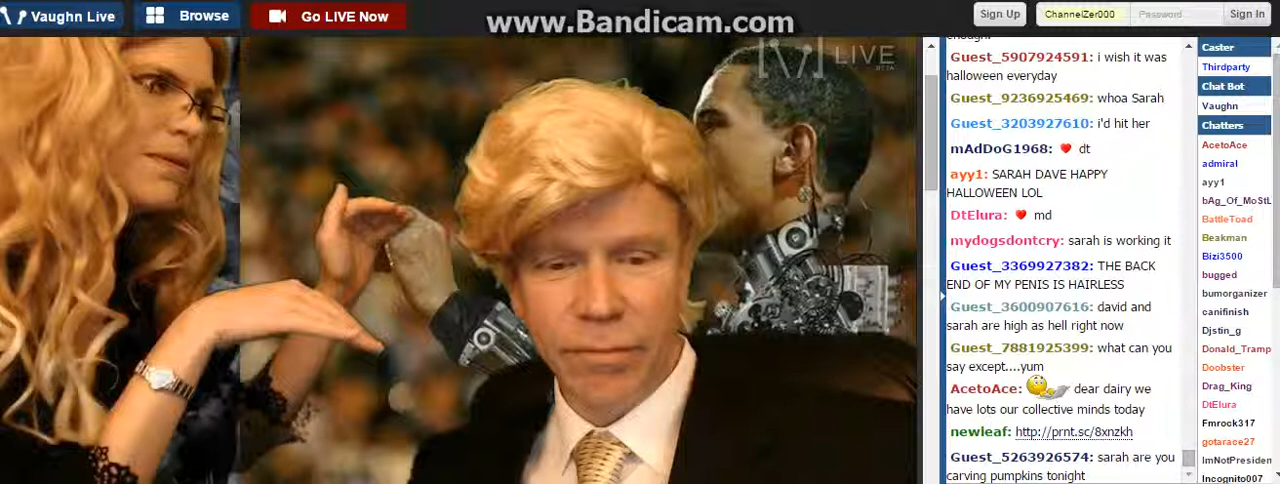 Vaughn Live
Browse
Go LIVE Now
www.Bandicam.com
Sign Up
ChannelZer000
Password
Sign In
[\/] LIVE
BETA
Guest_5907924591: i wish it was
halloween everyday
Guest_9236925469: whoa Sarah
Guest_3203927610: i'd hit her
mAdDoG1968: dt
ayy1: SARAH DAVE HAPPY
HALLOWEEN LOL
DtElura: md
mydogsdontcry: sarah is working it
Guest_3369927382: THE BACK
END OF MY PENIS IS HAIRLESS
Guest_3600907616: david and
sarah are high as hell right now
Guest_7881925399: what can you
say except....yum
AcetoAce: dear dairy we
have lots our collective minds today
newleaf: http://prnt.sc/8xnzkh
Guest_5263926574: sarah are you
carving pumpkins tonight
Caster
Thirdparty
Chat Bot
Vaughn
Chatters
AcetoAce
admiral
ayy1
bAg_Of_MoStL
BattleToad
Beakman
Bizi3500
bugged
bumorganizer
canifinish
Djstin_g
Donald_Tramp
Doobster
Drag_King
DtElura
Fmrock317
gotarace27
ImNotPresiden
Incognito007